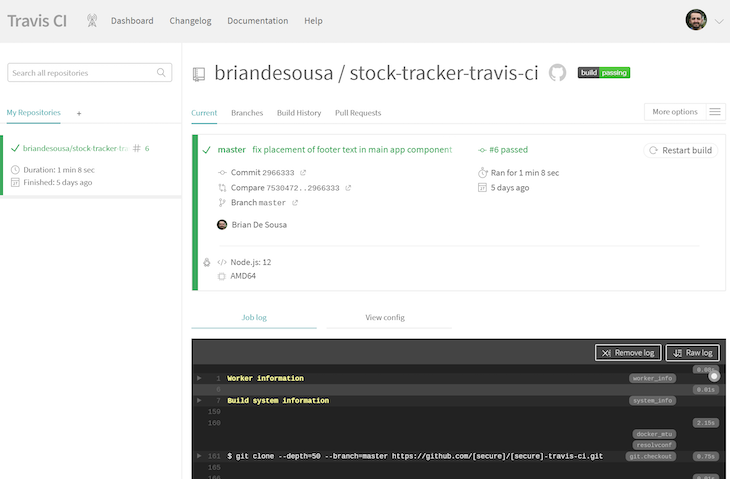 Travis CI Dashboard Changelog Documentation Help
Search all repositories
briandesousa / stock-tracker-travis-ci build passing
My Repositories +
Current Branches Build History Pull Requests More options
briandesousa/stock-tracker-tra # 6
Duration: 1 min 8 sec
Finished: 5 days ago
master fix placement of footer text in main app component #6 passed Restart build
Commit 2966333 Ran for 1 min 8 sec
Compare 7530472..2966333 5 days ago
Branch master
Brian De Sousa
Node.js: 12
AMD64
Job log View config
Remove log Raw log
1 Worker information worker_info
6 0.01s
7 Build system information system_info
159
160 2.15s
docker_mtu
resolvconf
161 $ git clone --depth=50 --branch=master https://github.com/[secure]/[secure]-travis-ci.git git.checkout 0.75s
165